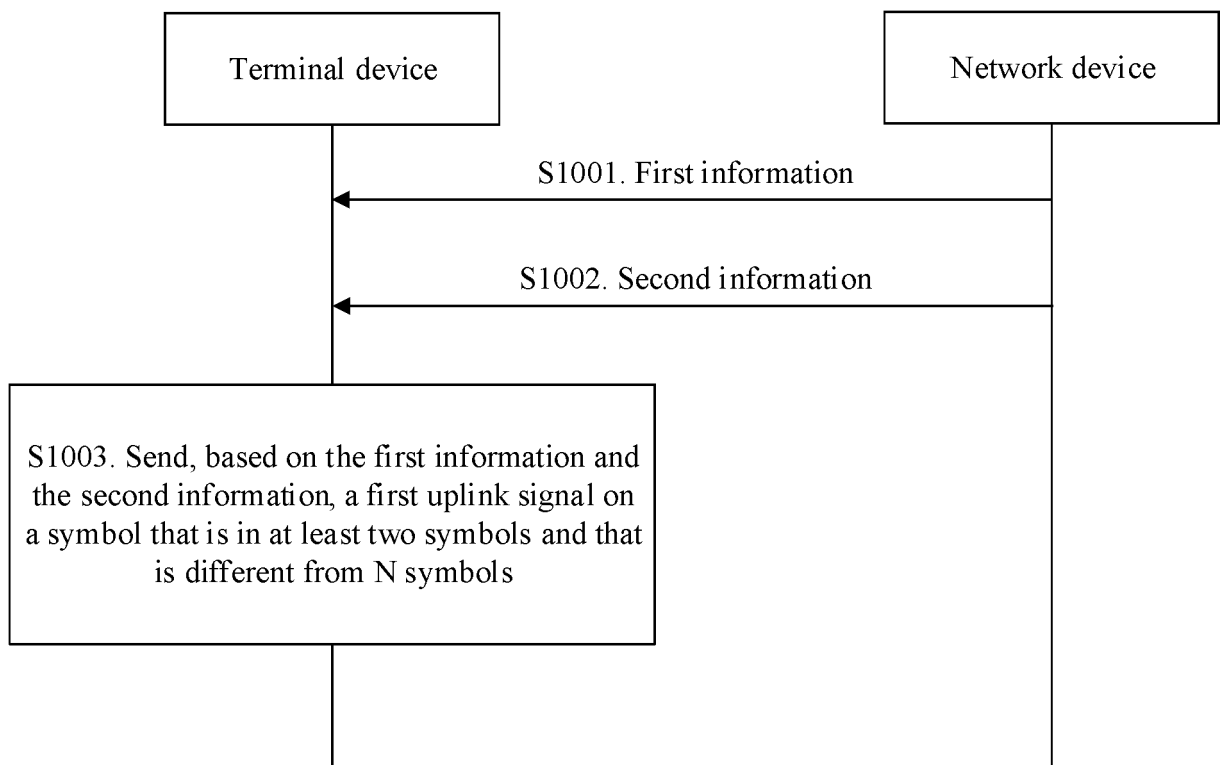 Terminal device
Network device
S1001. First information
S1002. Second information
S1003. Send, based on the first information and
the second information, a first uplink signal on
a symbol that is in at least two symbols and that
is different from N symbols